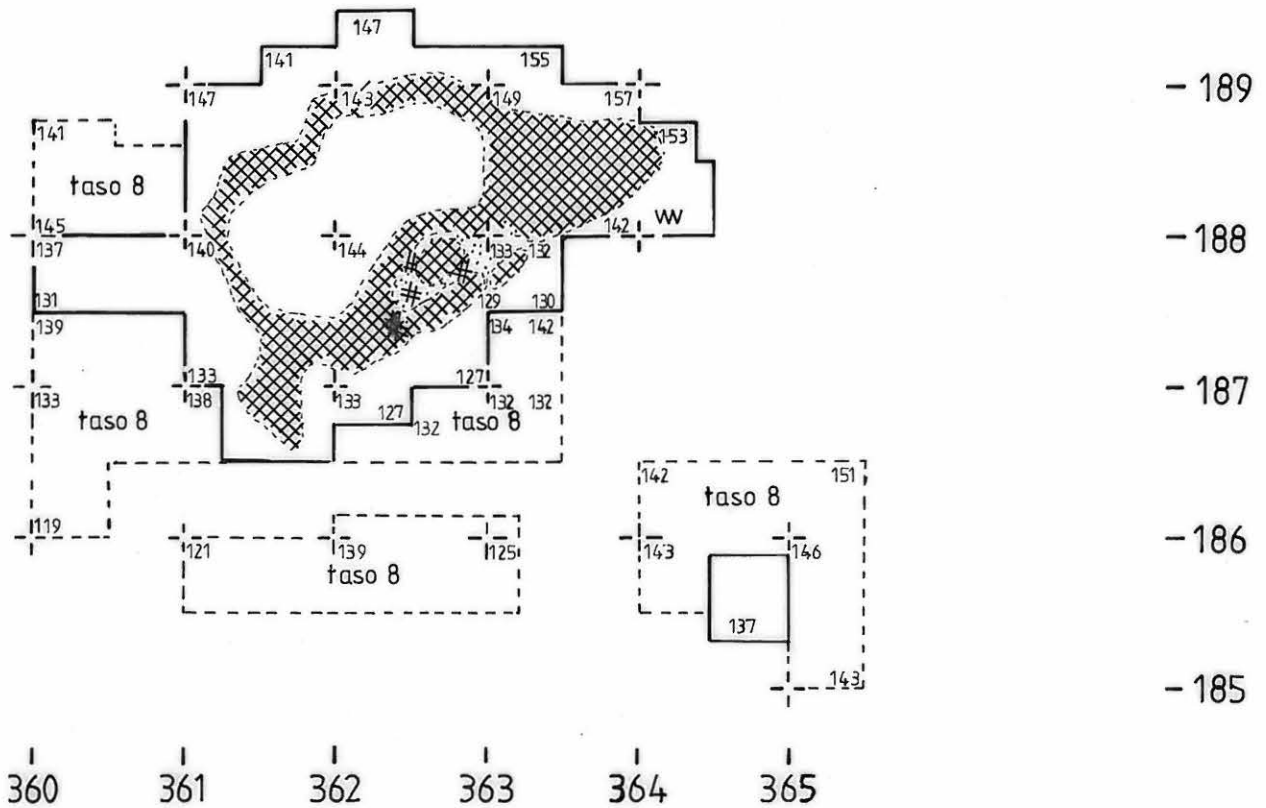 147
141 155
147 143 149 157 - 189
141 153
taso 8
145 142 VV
137 140 144 133 132 - 188
131 129 130
139 134 142
133 127
133 138 133 132 132 - 187
taso 8 127 132 taso 8
142 151
taso 8
119 - 186
121 139 125 143 146
taso 8
137
143 - 185
360 361 362 363 364 365